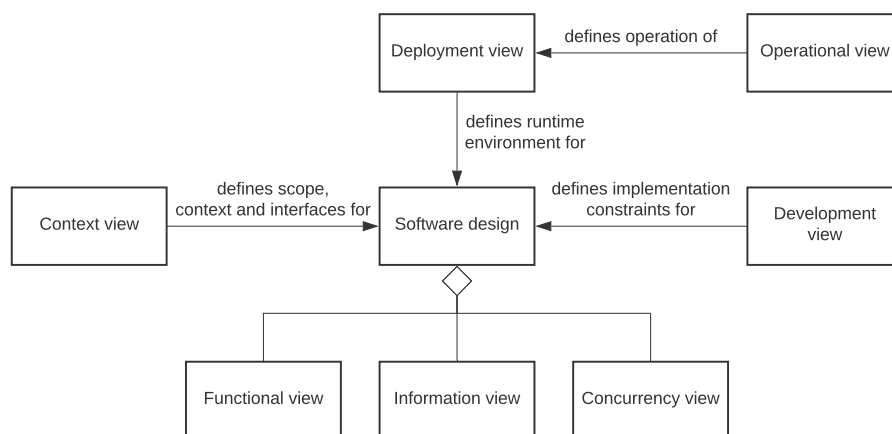 Deployment view
defines operation of
Operational view
defines runtime
environment for
Context view
defines scope,
context and interfaces for
Software design
defines implementation
constraints for
Development
view
Functional view
Information view
Concurrency view